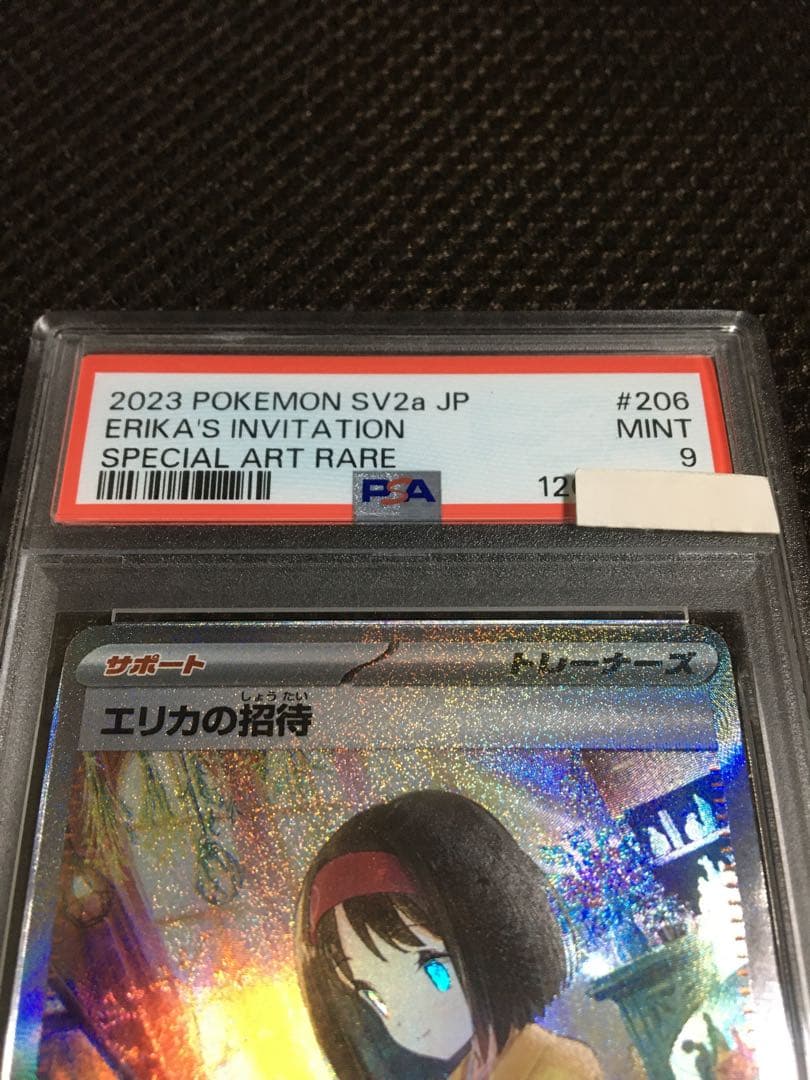 2023 POKEMON SV2a JP #206
ERIKA'S INVITATION MINT
SPECIAL ART RARE 9
PSA
サポート トレーナーズ
しょうたい
エリカの招待